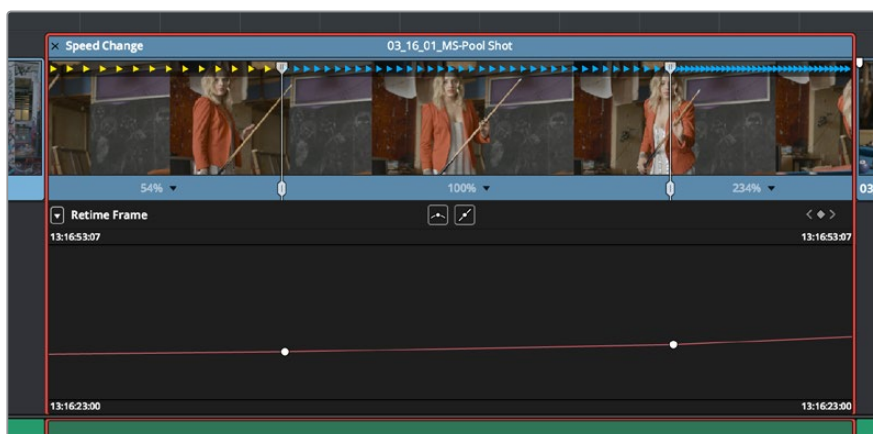 × Speed Change 03_16_01_MS-Pool Shot
54% 100% 234% 03
Retime Frame
13:16:53:07 13:16:53:07
13:16:23:00 13:16:23:00